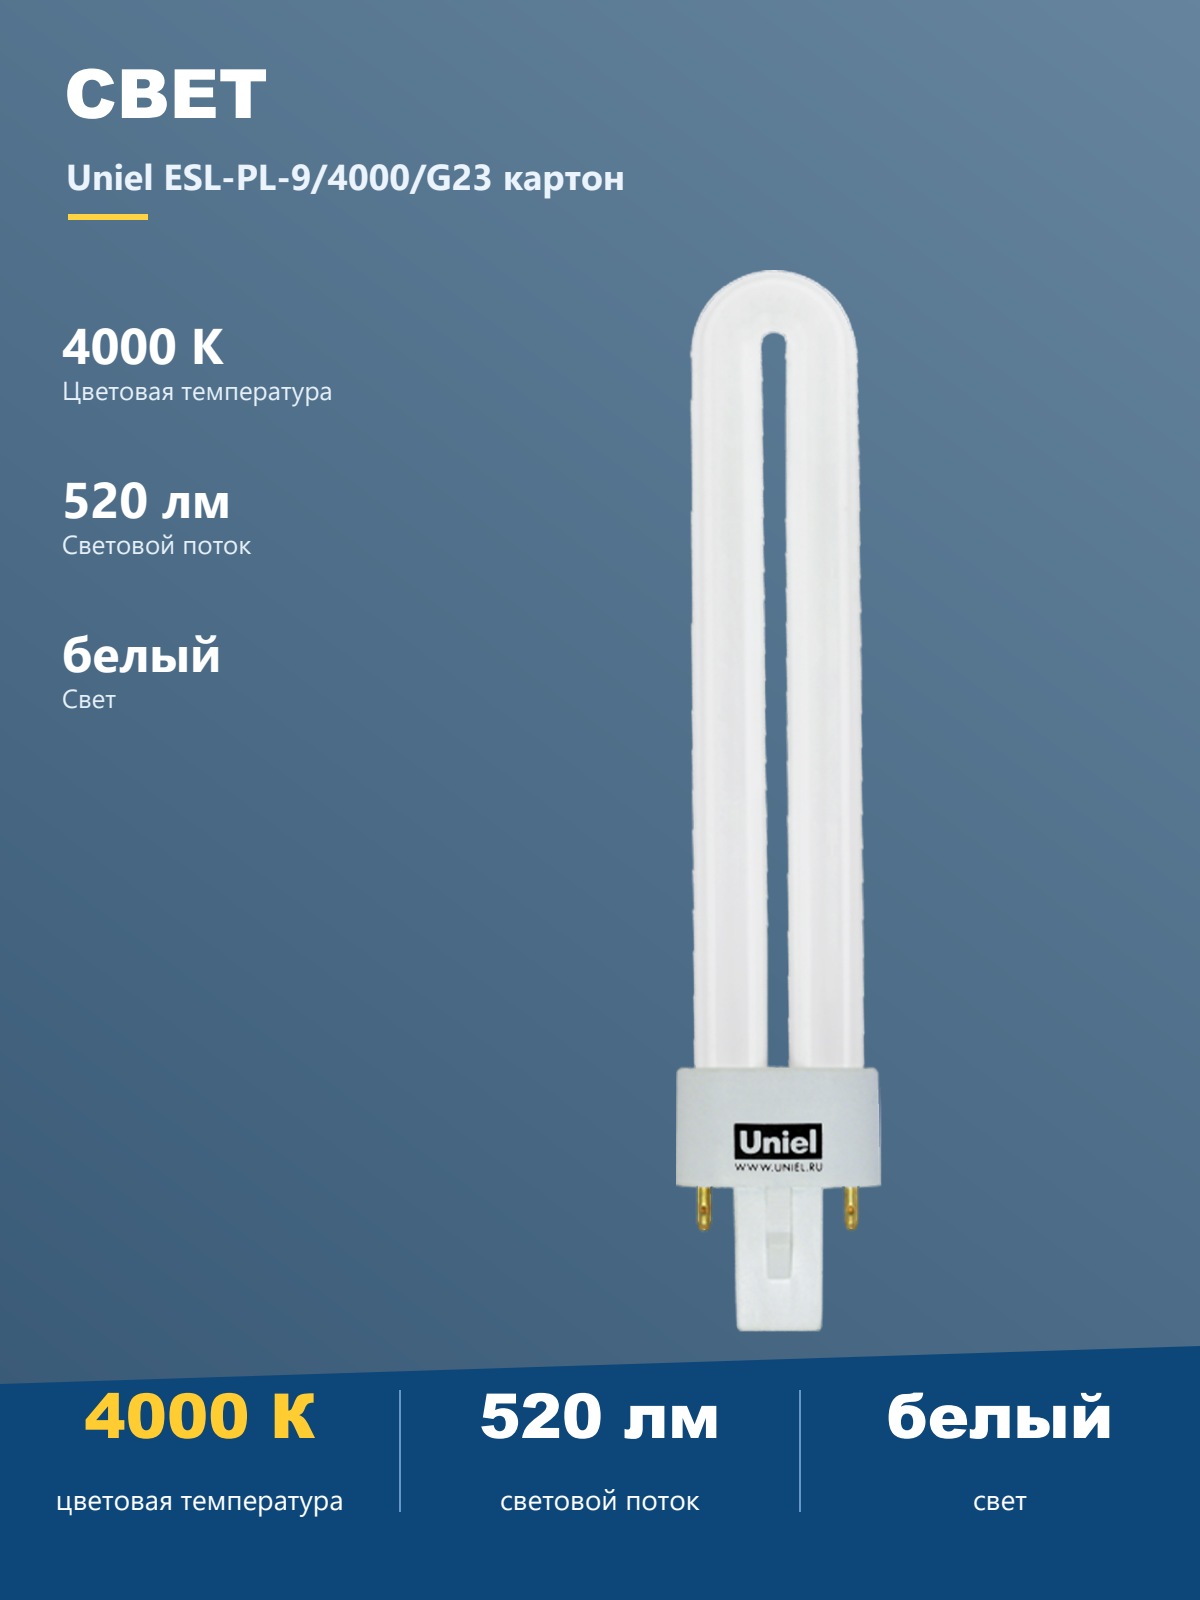 СВЕТ
Uniel ESL-PL-9/4000/G23 картон
4000 К
Цветовая температура
520 лм
Световой поток
белый
Свет
Uniel
WWW.UNIEL.RU
4000 К
цветовая температура
520 лм
световой поток
белый
свет